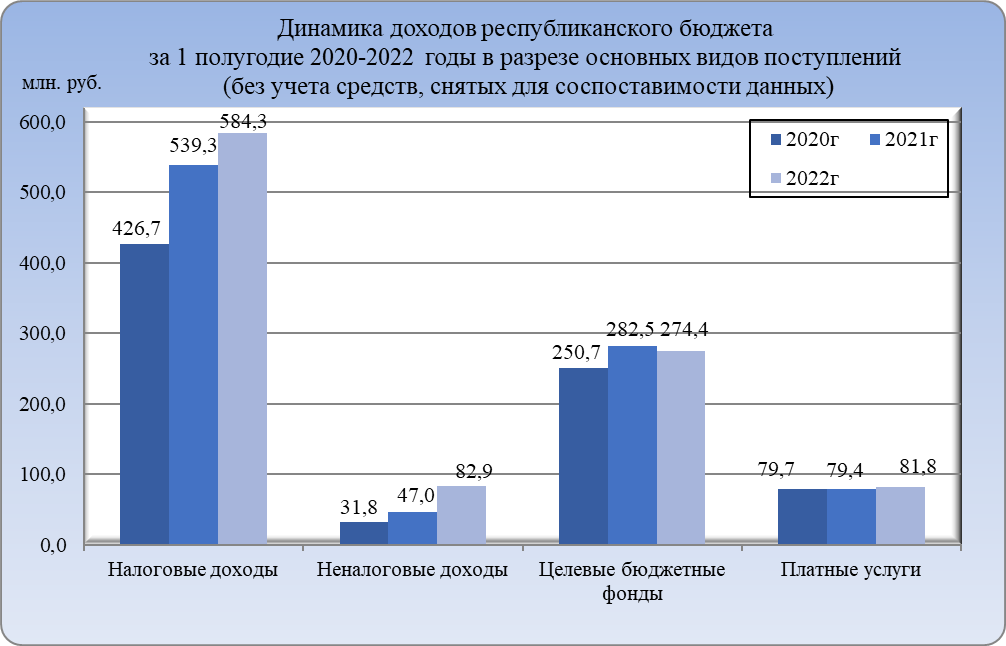 Динамика доходов республиканского бюджета
за 1 полугодие 2020-2022 годы в разрезе основных видов поступлений
(без учета средств, снятых для соспоставимости данных)
млн. руб.
600,0
500,0
400,0
300,0
200,0
100,0
0,0
2020г 2021г
2022г
426,7
539,3
584,3
31,8
47,0
82,9
250,7
282,5
274,4
79,7
79,4
81,8
Налоговые доходы
Неналоговые доходы
Целевые бюджетные
фонды
Платные услуги